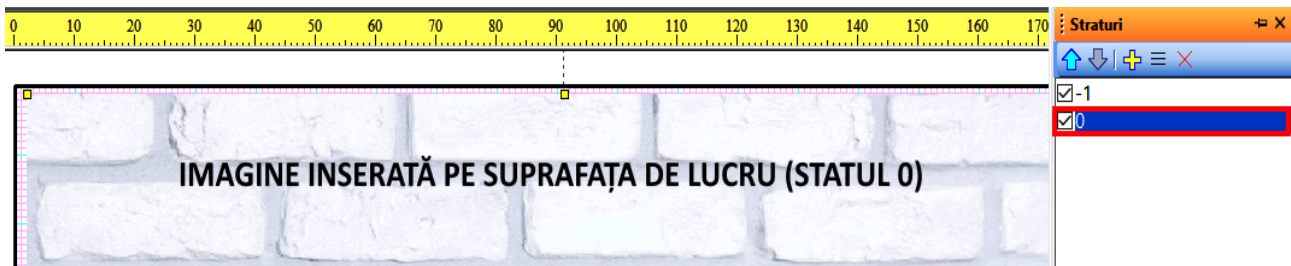 0 10 20 30 40 50 60 70 80 90 100 110 120 130 140 150 160 170
Straturi
-1
0
IMAGINE INSERATĂ PE SUPRAFAȚA DE LUCRU (STATUL 0)